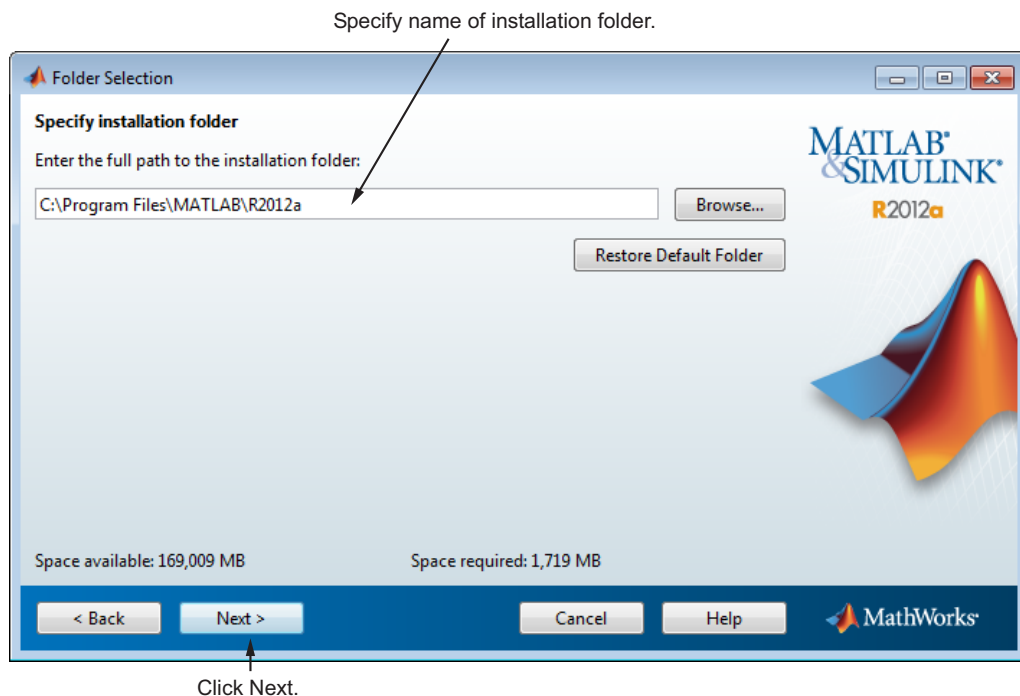 Specify name of installation folder.
Folder Selection
Specify installation folder
Enter the full path to the installation folder:
C:\Program Files\MATLAB\R2012a
Browse...
Restore Default Folder
MATLAB®
&SIMULINK®
R2012a
Space available: 169,009 MB
Space required: 1,719 MB
< Back
Next >
Cancel
Help
MathWorks®
Click Next.